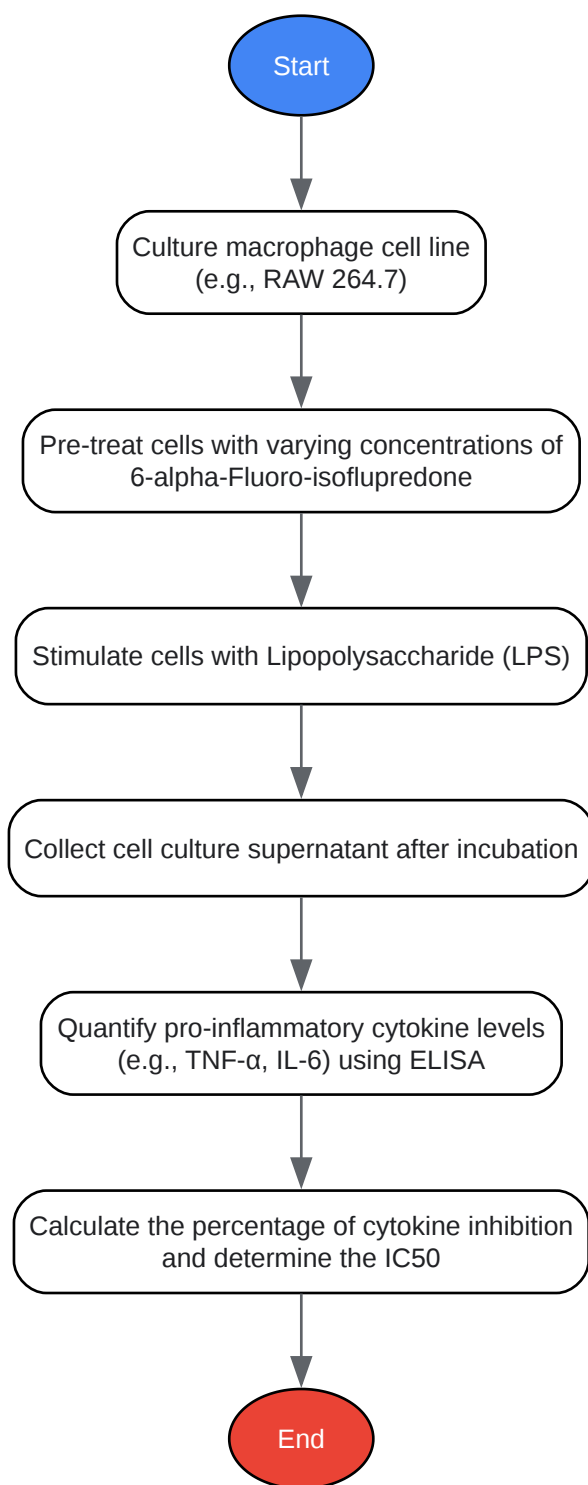 Start
Culture macrophage cell line
(e.g., RAW 264.7)
Pre-treat cells with varying concentrations of
6-alpha-Fluoro-isoflupredone
Stimulate cells with Lipopolysaccharide (LPS)
Collect cell culture supernatant after incubation
Quantify pro-inflammatory cytokine levels
(e.g., TNF-α, IL-6) using ELISA
Calculate the percentage of cytokine inhibition
and determine the IC50
End